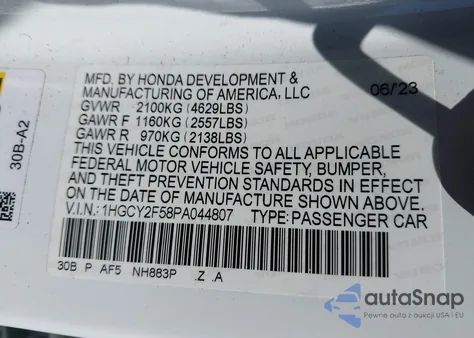 MFD. BY HONDA DEVELOPMENT &
MANUFACTURING OF AMERICA, LLC 06/23
GVWR 2100KG (4629LBS)
GAWR F 1160KG (2557LBS)
GAWR R 970KG (2138LBS)
THIS VEHICLE CONFORMS TO ALL APPLICABLE
FEDERAL MOTOR VEHICLE SAFETY, BUMPER,
AND THEFT PREVENTION STANDARDS IN EFFECT
ON THE DATE OF MANUFACTURE SHOWN ABOVE.
V.I.N.:1HGCY2F58PA044807 TYPE:PASSENGER CAR
30B P AF5 NH883P .Z .A
30B-A2
autoSnap
Pewne auta z aukcji USA i EU